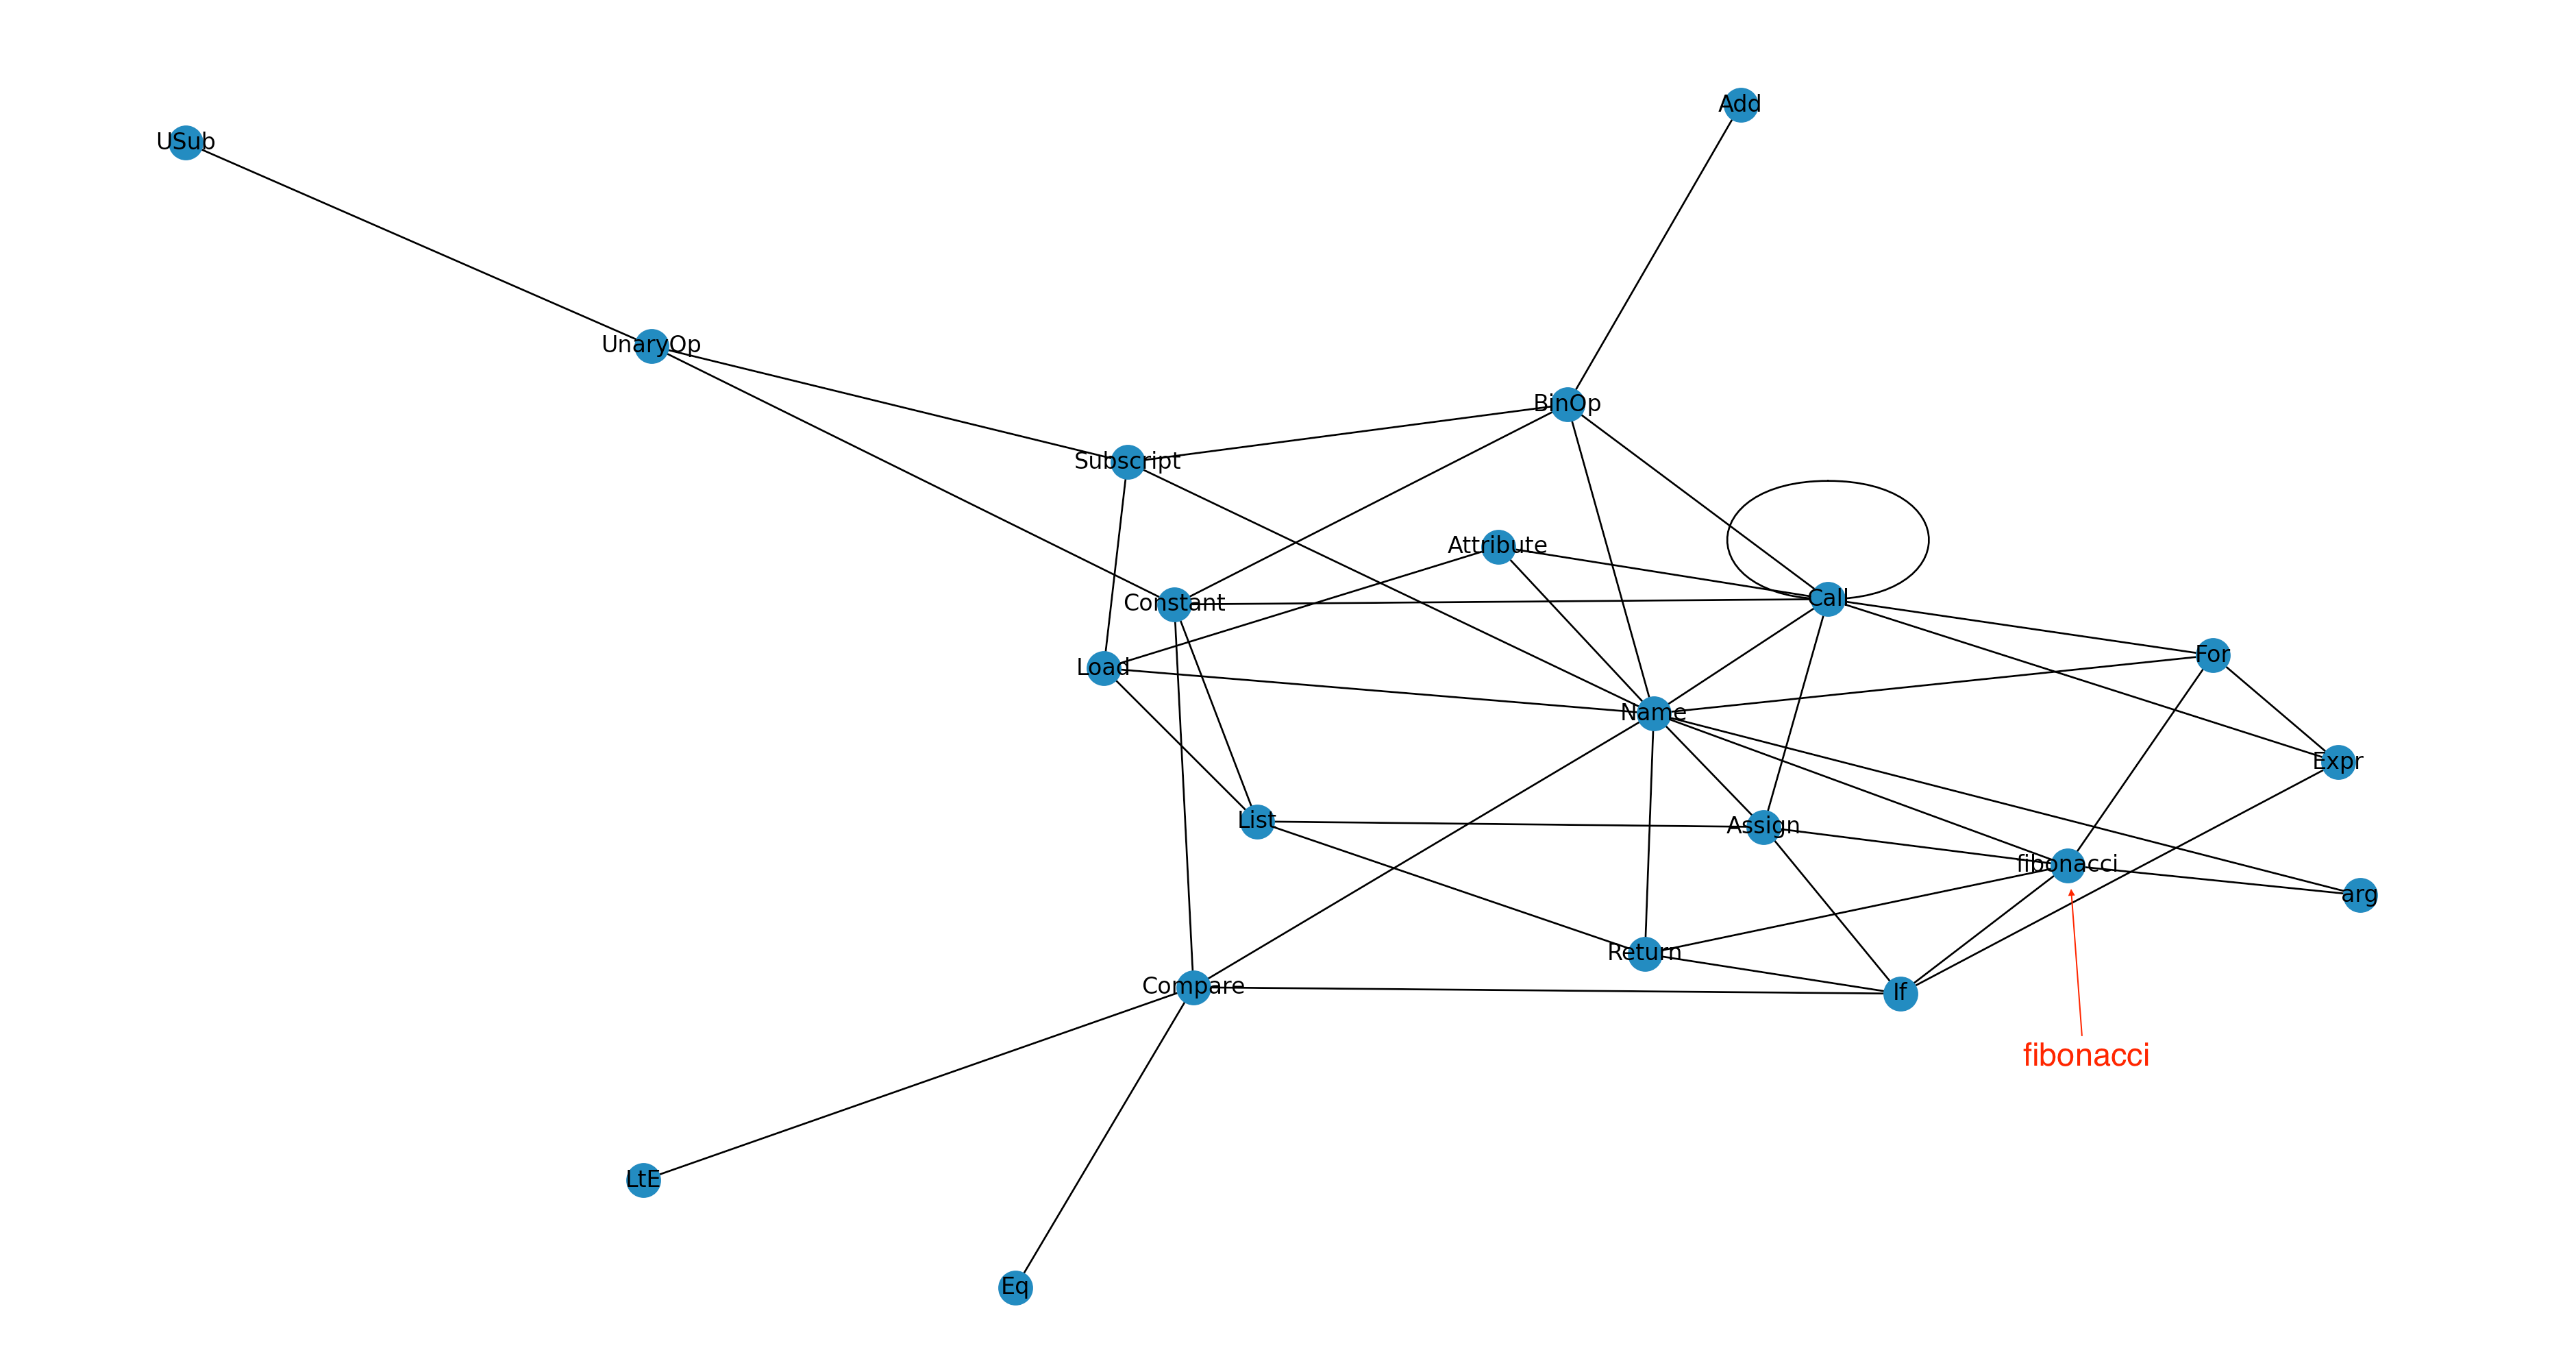 Add
USub
UnaryOp
BinOp
Subscript
Attribute
Call
Constant
For
Load
Name
Expr
List
Assign
fibonacci
arg
Return
Compare
If
fibonacci
LtE
Eq